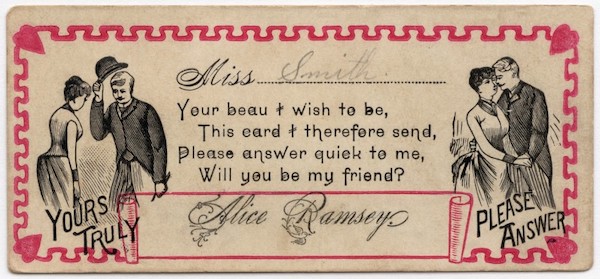 Miss Smith.
Your beau I wish to be,
This card I therefore send,
Please answer quick to me,
Will you be my friend?
YOURS
TRULY
Alice Ramsey.
PLEASE
ANSWER